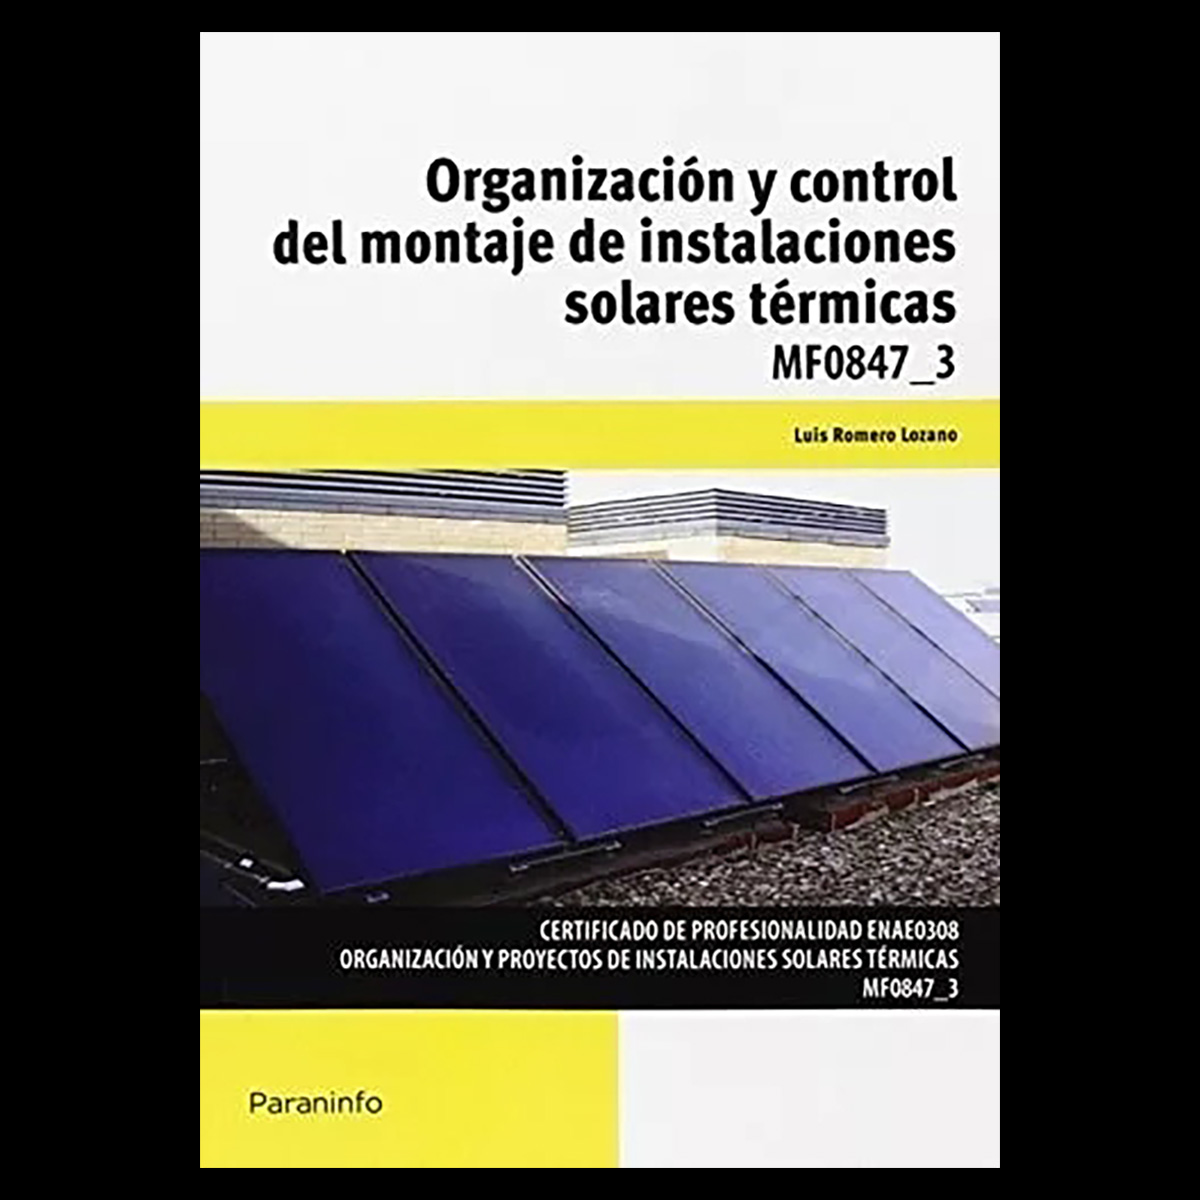 Organización y control
del montaje de instalaciones
solares térmicas
MF0847_3
Luis Romero Lozano
CERTIFICADO DE PROFESIONALIDAD ENAE0308
ORGANIZACIÓN Y PROYECTOS DE INSTALACIONES SOLARES TÉRMICAS
MF0847_3
Paraninfo